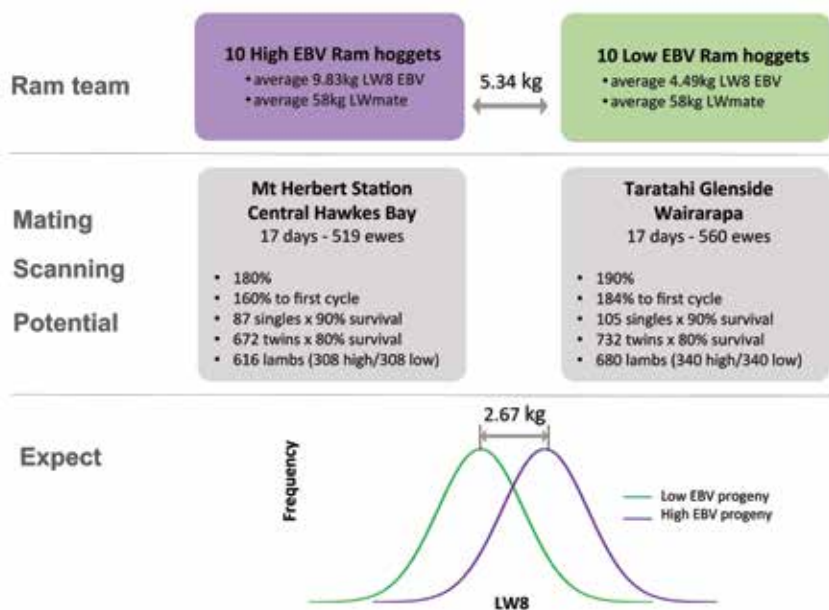 Ram team
10 High EBV Ram hoggets
• average 9.83kg LW8 EBV
• average 58kg LWmate
5.34 kg
10 Low EBV Ram hoggets
• average 4.49kg LW8 EBV
• average 58kg LWmate
Mating
Scanning
Potential
Mt Herbert Station
Central Hawkes Bay
17 days - 519 ewes
• 180%
• 160% to first cycle
• 87 singles x 90% survival
• 672 twins x 80% survival
• 616 lambs (308 high/308 low)
Taratahi Glenside
Wairarapa
17 days - 560 ewes
• 190%
• 184% to first cycle
• 105 singles x 90% survival
• 732 twins x 80% survival
• 680 lambs (340 high/340 low)
Expect
2.67 kg
Frequency
Low EBV progeny
High EBV progeny
LW8